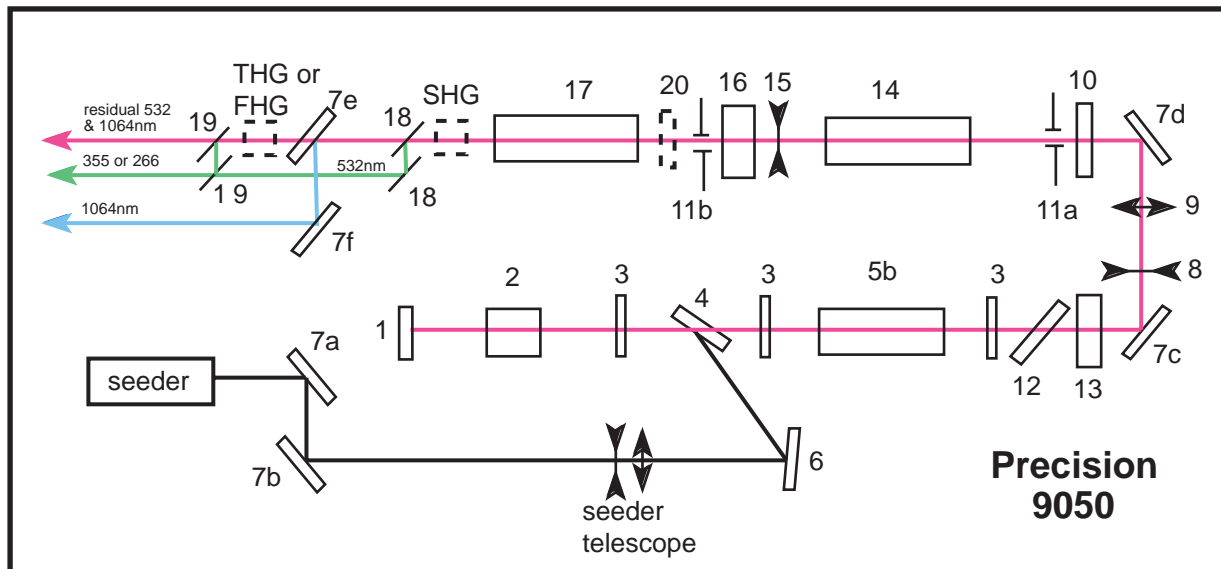 THG or
FHG
7e
18
SHG
17
20
16
15
14
10
7d
residual 532
& 1064nm
19
355 or 266
1 9
532nm
18
11b
11a
9
1064nm
7f
8
2
3
4
3
5b
3
1
7a
seeder
12
13
7c
7b
6
seeder
telescope
Precision
9050